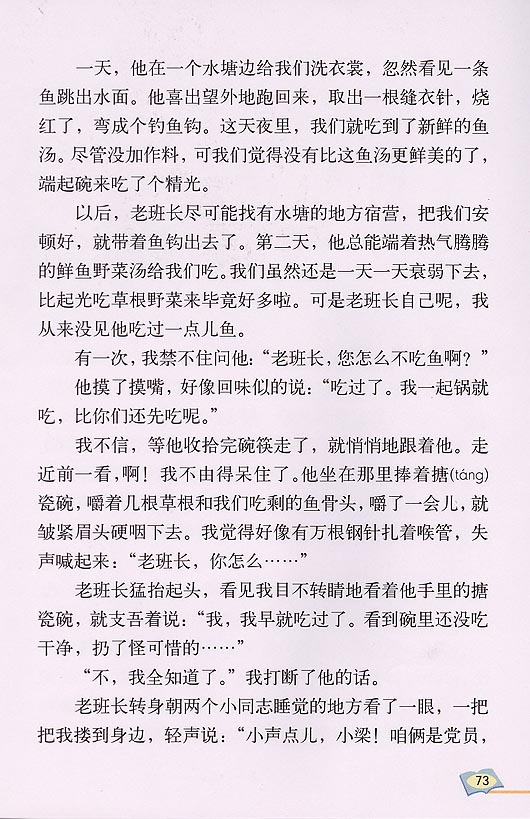 一天，他在一个水塘边给我们洗衣裳，忽然看见一条
鱼跳出水面。他喜出望外地跑回来，取出一根缝衣针，烧
红了，弯成个钓鱼钩。这天夜里，我们就吃到了新鲜的鱼
汤。尽管没加作料，可我们觉得没有比这鱼汤更鲜美的了，
端起碗来吃了个精光。
以后，老班长尽可能找有水塘的地方宿营，把我们安
顿好，就带着鱼钩出去了。第二天，他总能端着热气腾腾
的鲜鱼野菜汤给我们吃。我们虽然还是一天一天衰弱下去，
比起光吃草根野菜来毕竟好多啦。可是老班长自己呢，我
从来没见他吃过一点儿鱼。
有一次，我禁不住问他：“老班长，您怎么不吃鱼啊？”
他摸了摸嘴，好像回味似的说：“吃过了。我一起锅就
吃，比你们还先吃呢。”
我不信，等他收拾完碗筷走了，就悄悄地跟着他。走
近前一看，啊！我不由得呆住了。他坐在那里捧着搪(táng)
瓷碗，嚼着几根草根和我们吃剩的鱼骨头，嚼了一会儿，就
皱紧眉头硬咽下去。我觉得好像有万根钢针扎着喉管，失
声喊起来：“老班长，你怎么……”
老班长猛抬起头，看见我目不转睛地看着他手里的搪
瓷碗，就支吾着说：“我，我早就吃过了。看到碗里还没吃
干净，扔了怪可惜的……”
“不，我全知道了。”我打断了他的话。
老班长转身朝两个小同志睡觉的地方看了一眼，一把
把我搂到身边，轻声说：“小声点儿，小梁！咱俩是党员，
73